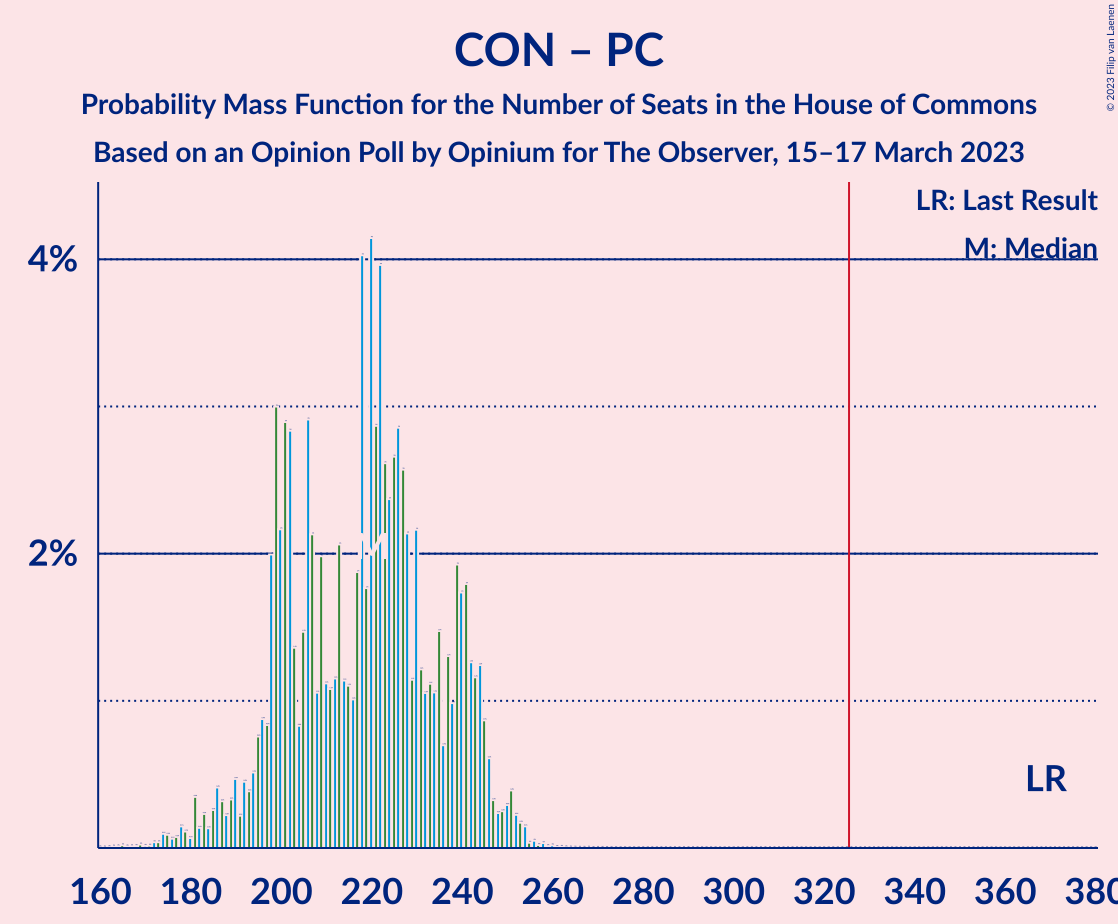 CON – PC
Probability Mass Function for the Number of Seats in the House of Commons
Based on an Opinion Poll by Opinium for The Observer, 15–17 March 2023
© 2023 Filip van Laenen
LR: Last Result
M: Median
4%
2%
M
LR
160 180 200 220 240 260 280 300 320 340 360 380